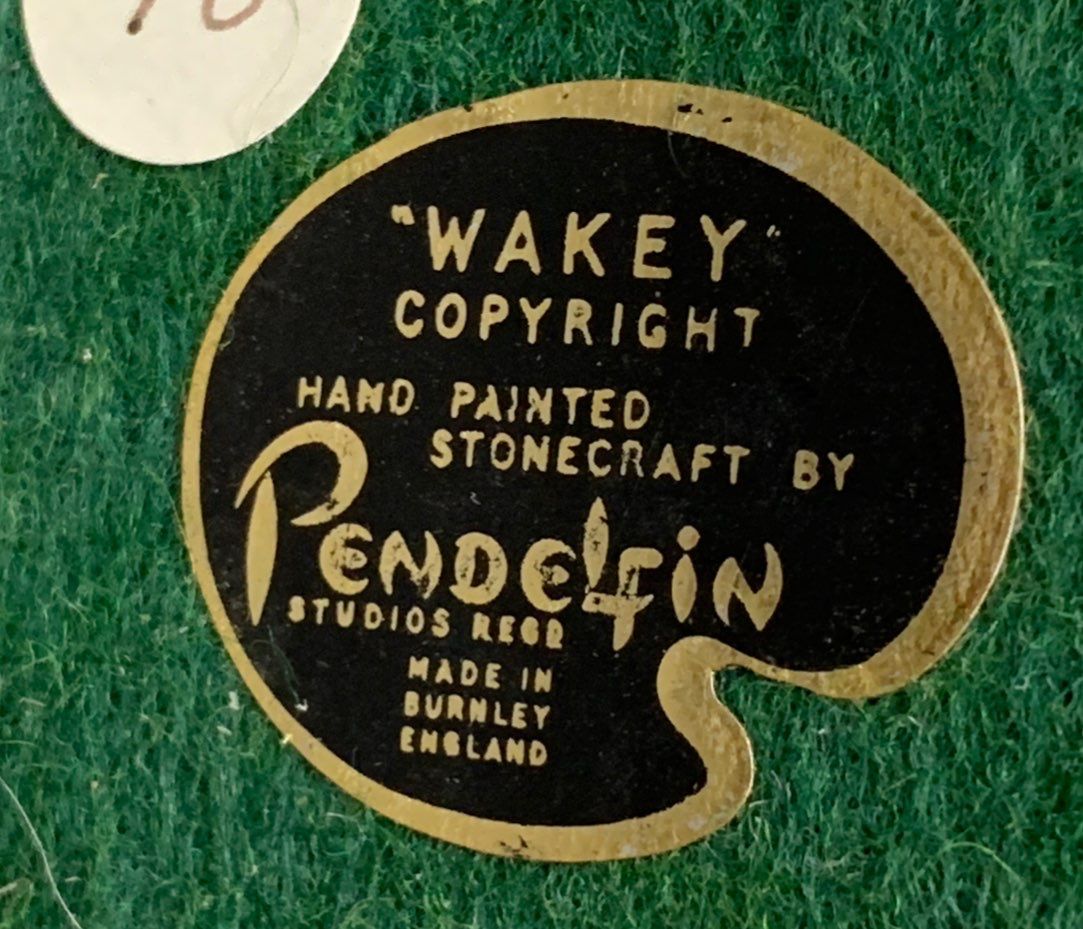 "WAKEY"
COPYRIGHT
HAND PAINTED
STONECRAFT BY
PENDELFIN
STUDIOS REGD
MADE IN
BURNLEY
ENGLAND